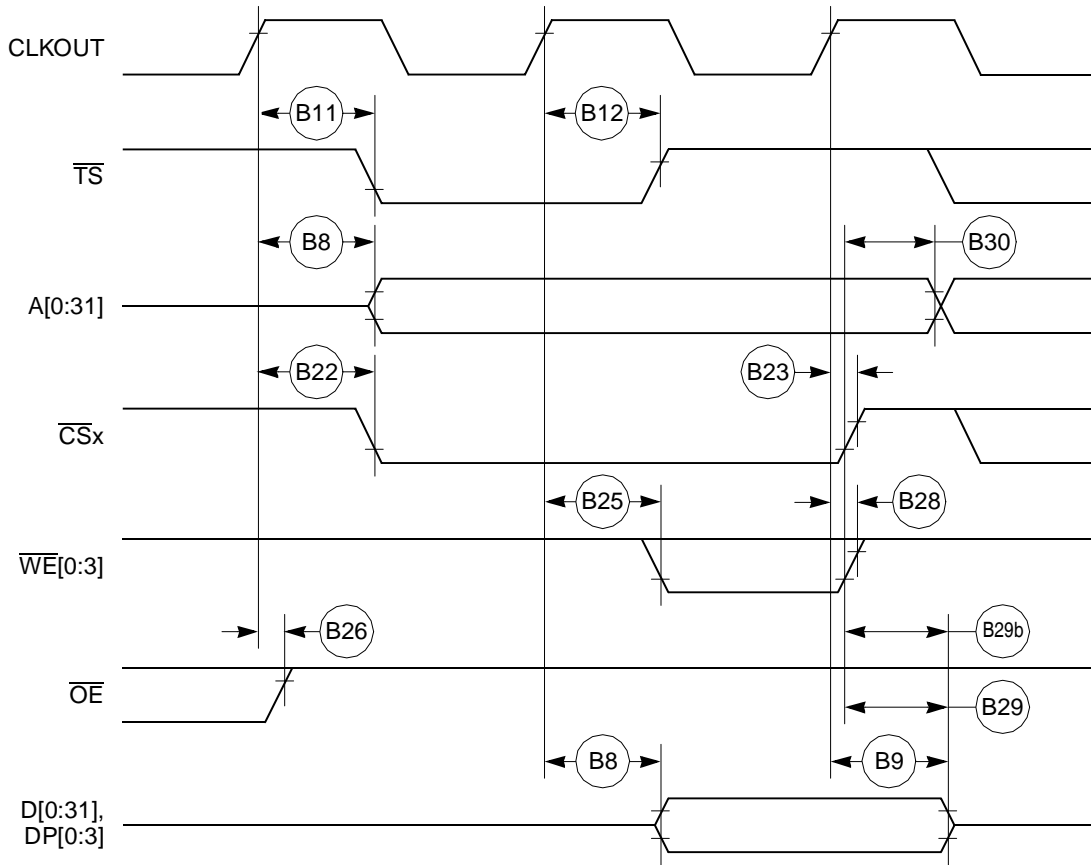 CLKOUT
B11
B12
TS
B8
B30
A[0:31]
B22
B23
CSx
B25
B28
WE[0:3]
B26
B29b
OE
B29
B8
B9
D[0:31],
DP[0:3]